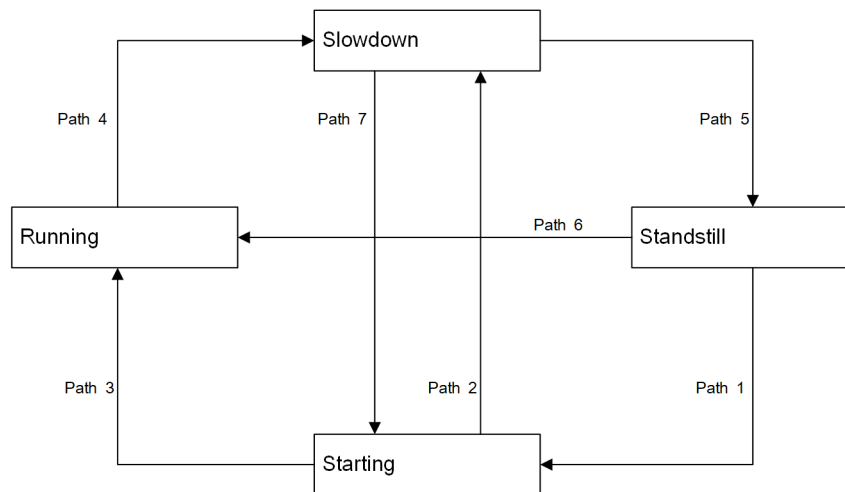 Slowdown
Path 4
Path 7
Path 5
Running
Path 6
Standstill
Path 3
Path 2
Path 1
Starting